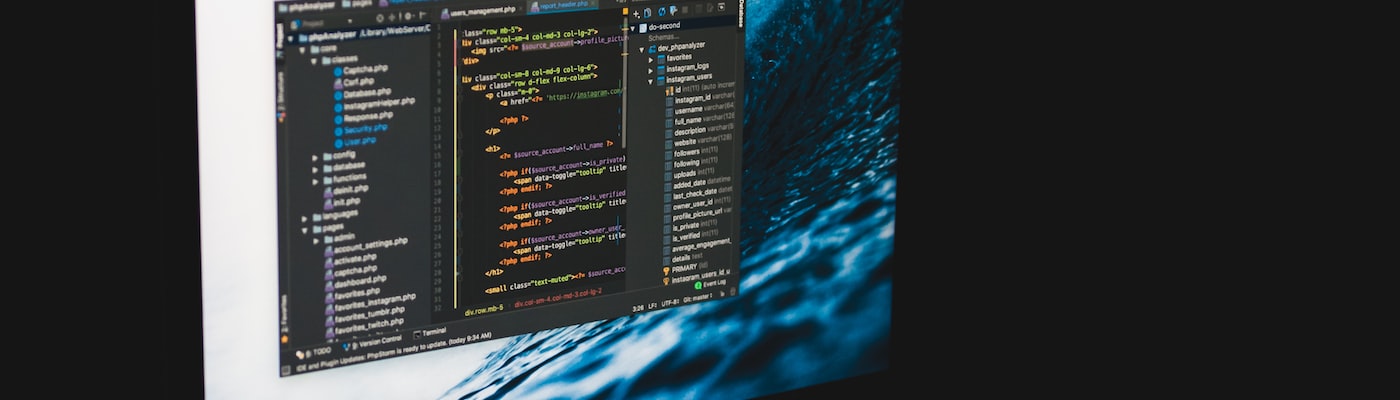 phpAnalyzer
pages
users_management.php
report_header.php
Project
phpAnalyzer /Library/WebServer/
core
classes
Captcha.php
Conf.php
Database.php
InstagramHelper.php
Response.php
Security.php
User.php
config
database
functions
deinit.php
init.php
languages
pages
admin
account_settings.php
activate.php
captcha.php
dashboard.php
favorites.php
favorites_instagram.php
favorites_tumblr.php
favorites_twitch.php
lass="row mb-5">
div class="col-sm-4 col-md-3 col-lg-2">
<img src="<?= $source_account->profile_pictur
div>
div class="col-sm-8 col-md-9 col-lg-6">
<div class="row d-flex flex-column">
<p class="m-0">
<a href="<?= 'https://instagram.com/
<?php ?>
</p>
<h1>
<?= $source_account->full_name ?>
<?php if($source_account->is_private)
<span data-toggle="tooltip" title
<?php endif; ?>
<?php if($source_account->is_verified
<span data-toggle="tooltip" title
<?php endif; ?>
<?php if($source_account->owner_user_
<span data-toggle="tooltip" title
<?php endif; ?>
</h1>
<small class="text-muted"><?= $source_acc
div.row.mb-5 div.col-sm-4.col-md-3.col-lg-2
Database
do-second
Schemas...
dev_phpanalyzer
favorites
instagram_logs
instagram_users
id int(11) (auto increm
instagram_id varchar(
username varchar(64)
full_name varchar(128
description varchar(5
website varchar(128)
followers int(11)
following int(11)
uploads int(11)
added_date datetime
last_check_date datet
owner_user_id int(11)
profile_picture_url var
is_private int(11)
is_verified int(11)
average_engagement_
details text
PRIMARY (id)
instagram_users_id_u
Event Log
3:26 LF: UTF-8: Git: master
Structure
Favorites
TODO
9: Version Control
Terminal
IDE and Plugin Updates: PhpStorm is ready to update. (today 9:34 AM)